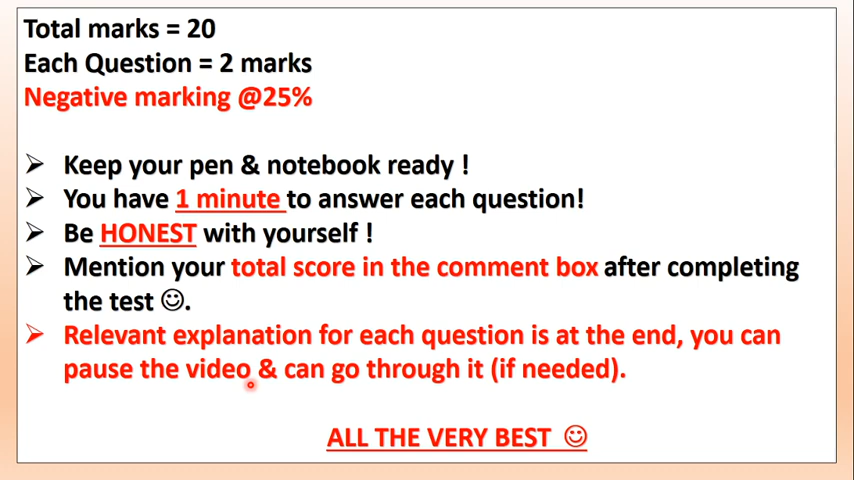 Total marks = 20
Each Question = 2 marks
Negative marking @25%
➢ Keep your pen & notebook ready !
➢ You have 1 minute to answer each question!
➢ Be HONEST with yourself !
➢ Mention your total score in the comment box after completing
the test ☺.
➢ Relevant explanation for each question is at the end, you can
pause the video & can go through it (if needed).
ALL THE VERY BEST ☺